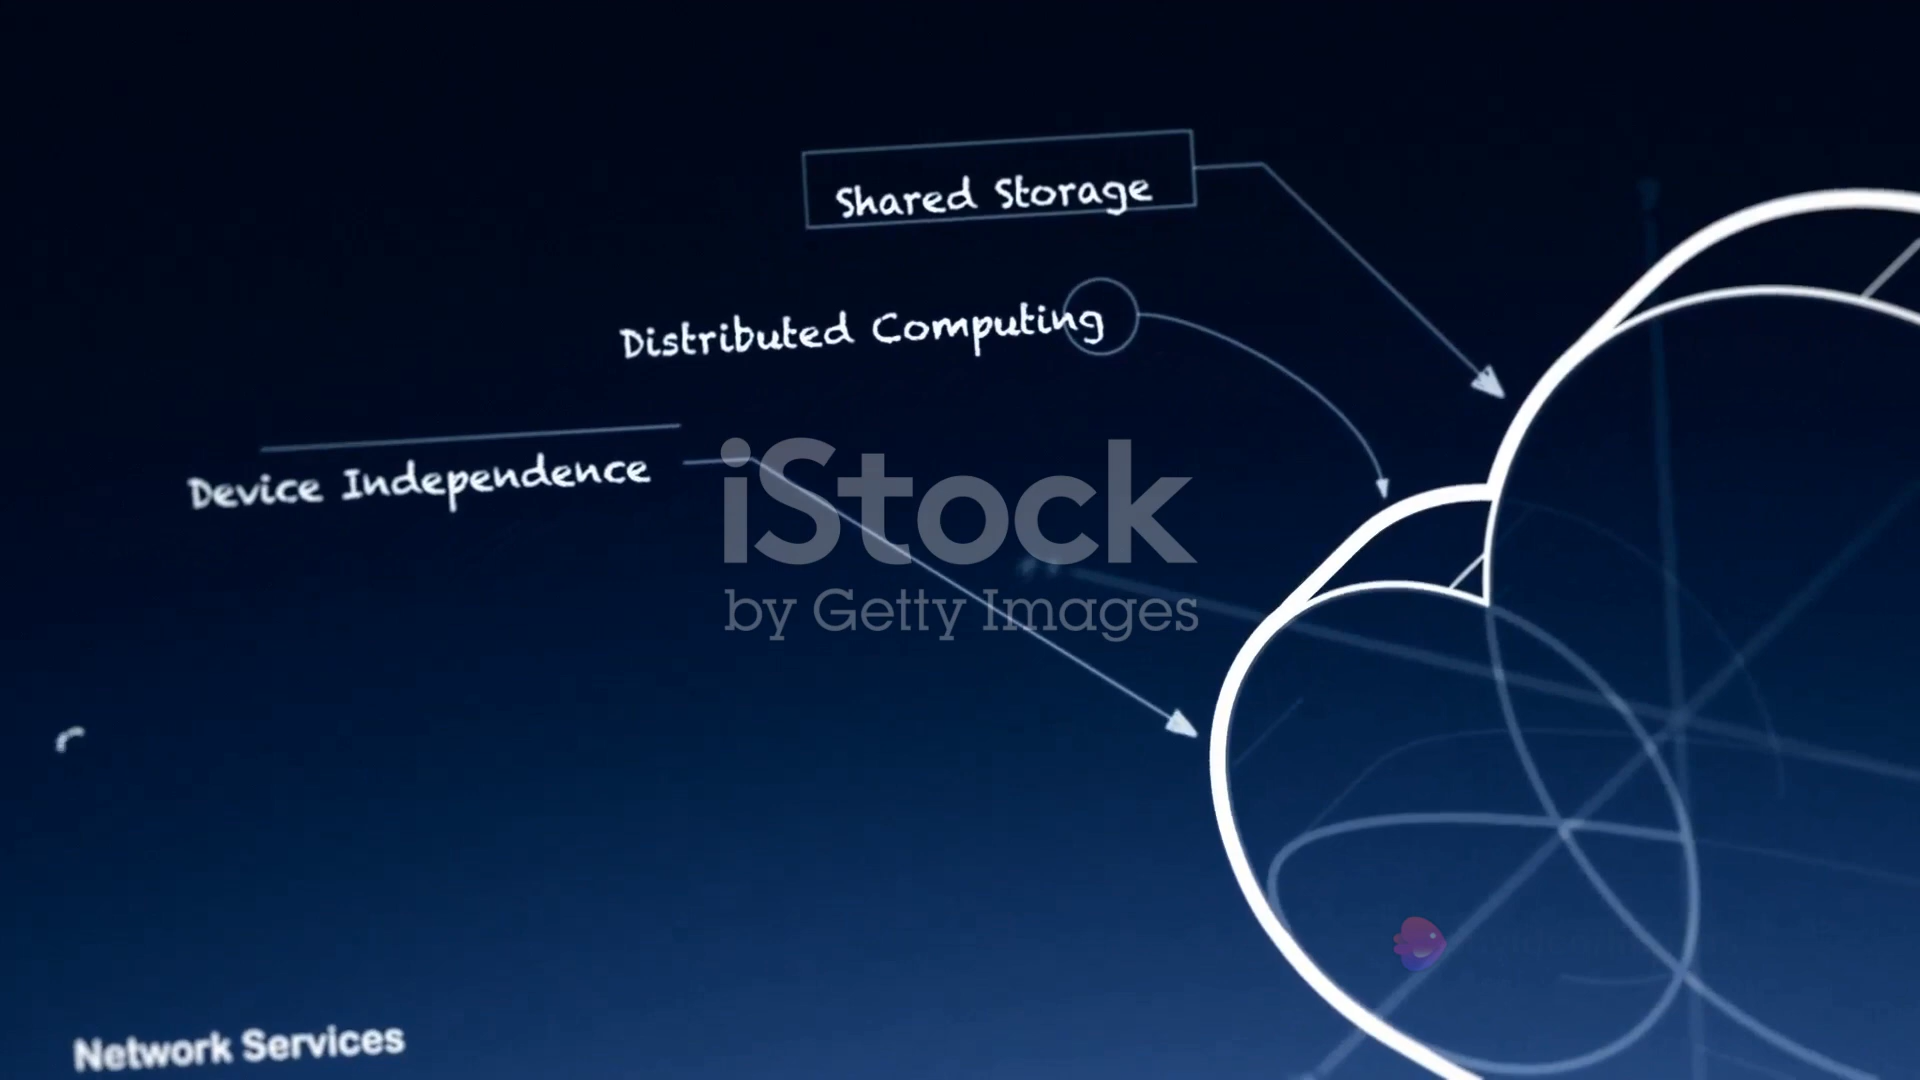 Shared Storage
Distributed Computing
Device Independence
iStock
by Getty Images
Network Services